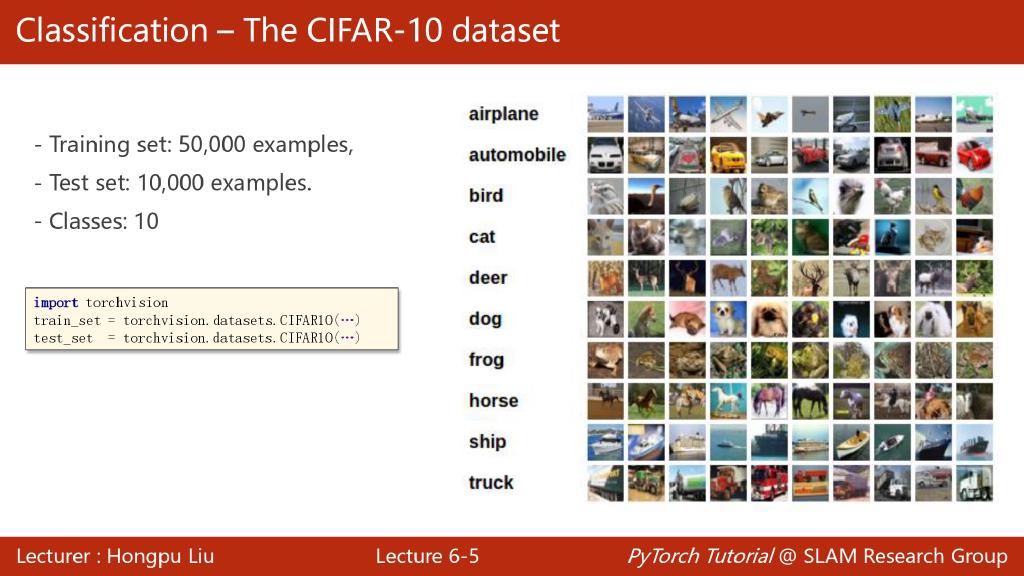 Classification – The CIFAR-10 dataset
- Training set: 50,000 examples,
- Test set: 10,000 examples.
- Classes: 10
import torchvision
train_set = torchvision.datasets.CIFAR10(…)
test_set  = torchvision.datasets.CIFAR10(…)
airplane
automobile
bird
cat
deer
dog
frog
horse
ship
truck
Lecturer : Hongpu Liu
Lecture 6-5
PyTorch Tutorial @ SLAM Research Group